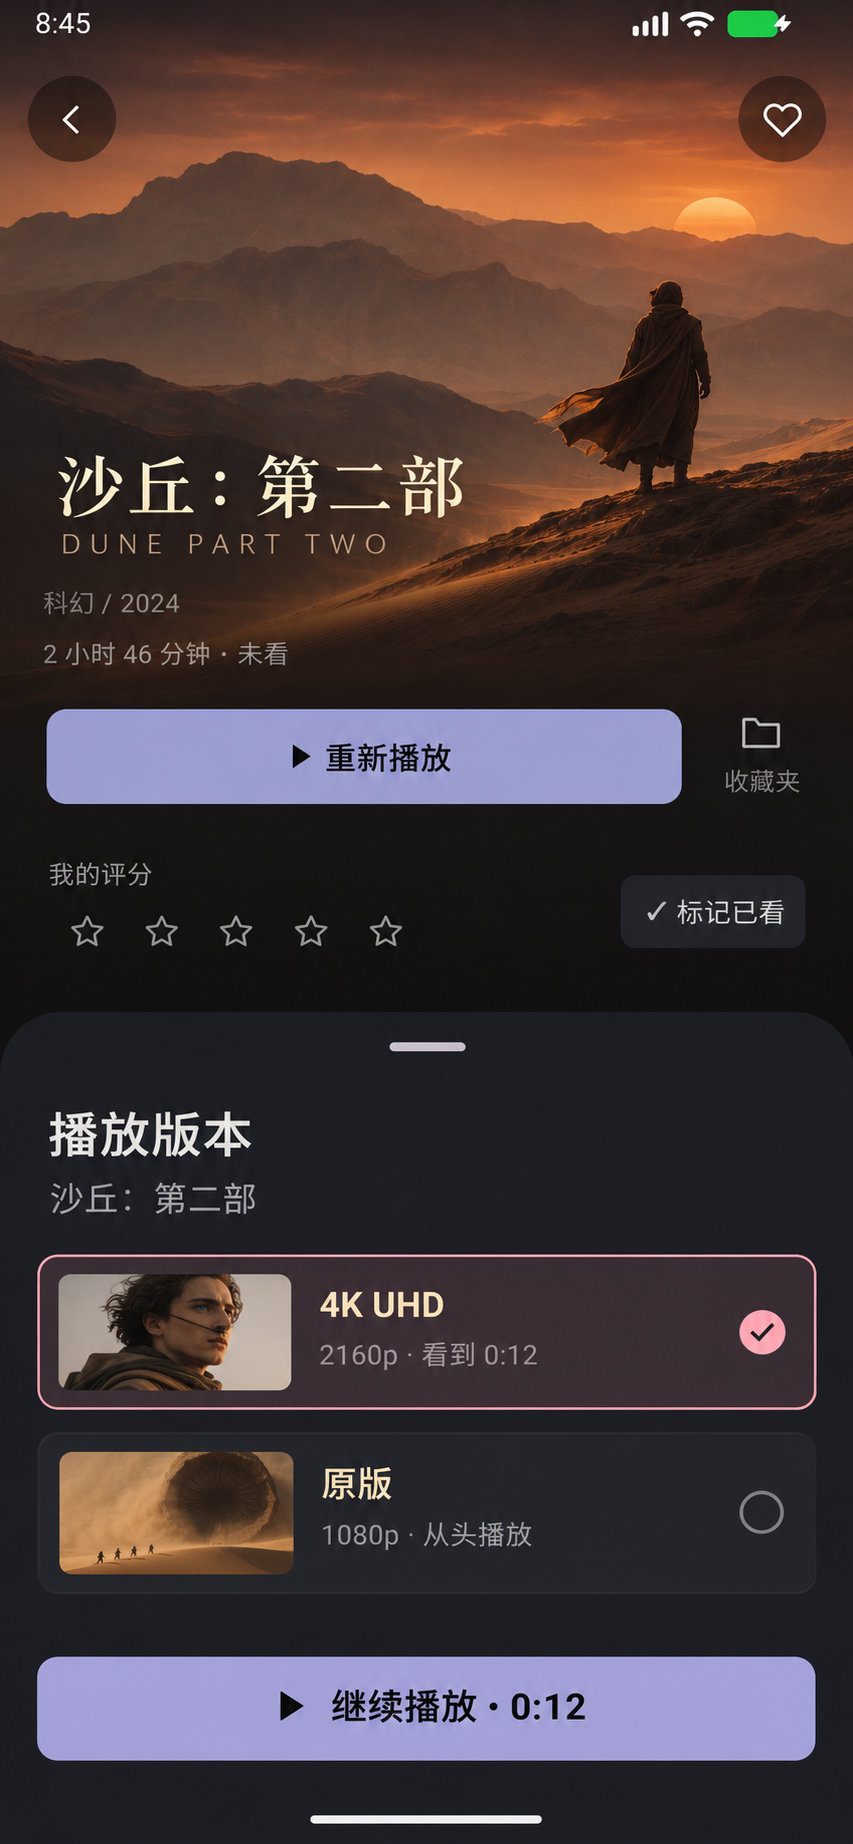 8:45
沙丘：第二部
DUNE PART TWO
科幻 / 2024
2 小时 46 分钟 · 未看
重新播放
收藏夹
我的评分
✓ 标记已看
播放版本
沙丘：第二部
4K UHD
2160p · 看到 0:12
原版
1080p · 从头播放
继续播放 · 0:12